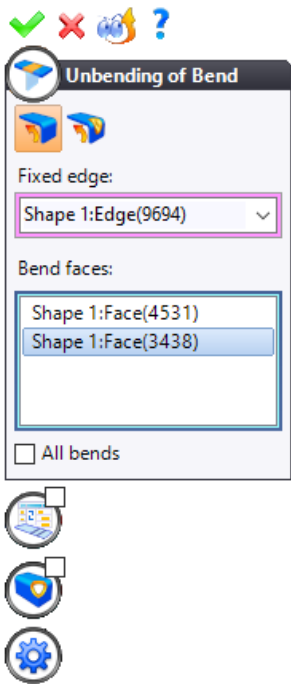 ?
Unbending of Bend
Fixed edge:
Shape 1:Edge(9694)
Bend faces:
Shape 1:Face(4531)
Shape 1:Face(3438)
All bends